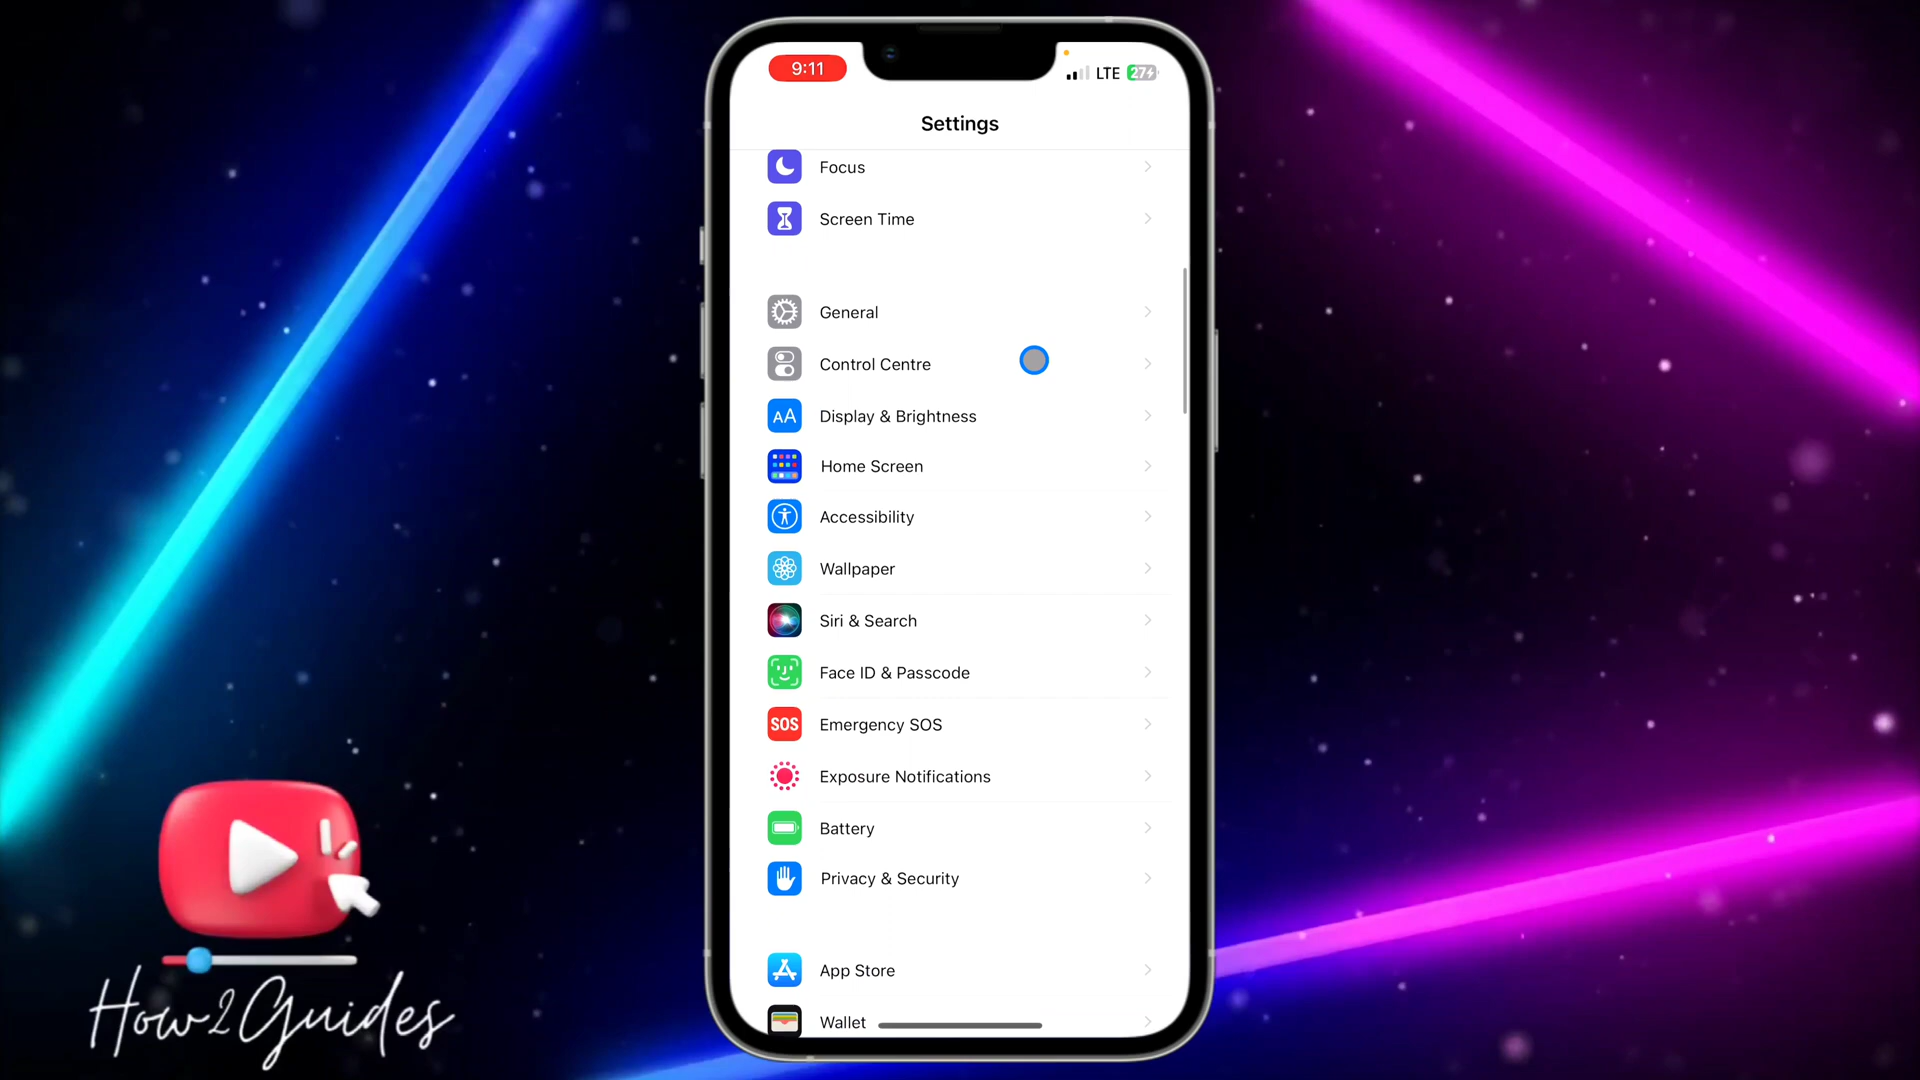 9:11
LTE 27
Settings
Focus
Screen Time
General
Control Centre
AA Display & Brightness
Home Screen
Accessibility
Wallpaper
Siri & Search
Face ID & Passcode
SOS Emergency SOS
Exposure Notifications
Battery
Privacy & Security
App Store
Wallet
How2Guides